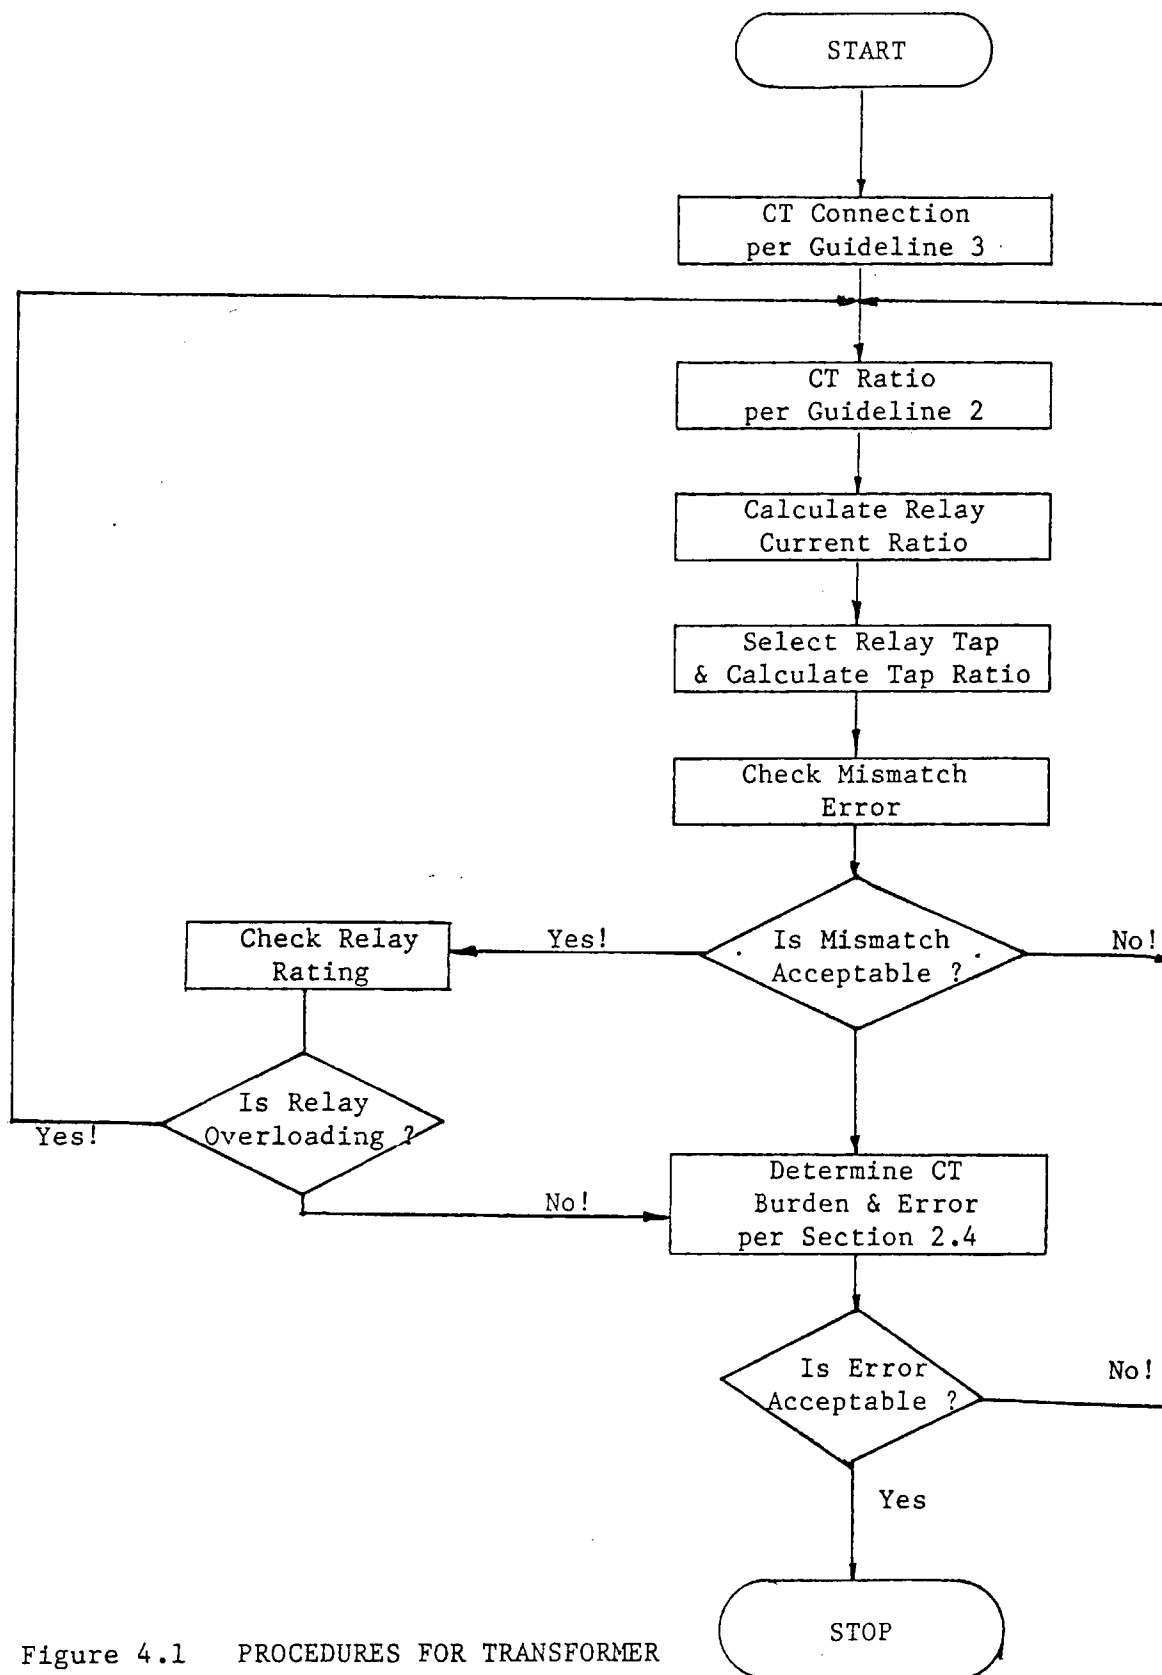 START
CT Connection
per Guideline 3
CT Ratio
per Guideline 2
Calculate Relay
Current Ratio
Select Relay Tap
& Calculate Tap Ratio
Check Mismatch
Error
Is Mismatch
Acceptable ?
Yes!
No!
Check Relay
Rating
Is Relay
Overloading ?
Yes!
No!
Determine CT
Burden & Error
per Section 2.4
Is Error
Acceptable ?
No!
Yes
STOP
Figure 4.1 PROCEDURES FOR TRANSFORMER